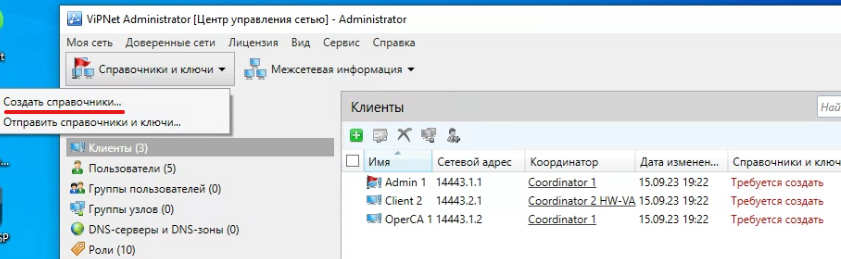 ViPNet Administrator [Центр управления сетью] - Administrator
Моя сеть Доверенные сети Лицензия Вид Сервис Справка
Справочники и ключи Межсетевая информация
Создать справочники...
Отправить справочники и ключи...
Клиенты (3)
Пользователи (5)
Группы пользователей (0)
Группы узлов (0)
DNS-серверы и DNS-зоны (0)
Роли (10)
Клиенты
Най
Имя Сетевой адрес Координатор Дата изменен... Справочники и ключ
Admin 1 14443.1.1 Coordinator 1 15.09.23 19:22 Требуется создать
Client 2 14443.2.1 Coordinator 2 HW-VA 15.09.23 19:22 Требуется создать
OperCA 1 14443.1.2 Coordinator 1 15.09.23 19:22 Требуется создать
t
...
SP